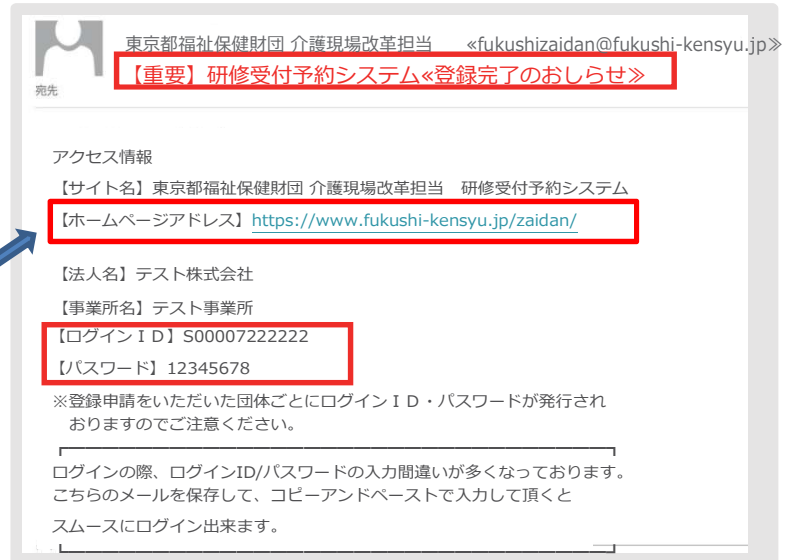 東京都福祉保健財団 介護現場改革担当　«fukushizaidan@fukushi-kensyu.jp≫
【重要】研修受付予約システム«登録完了のおしらせ≫
宛先
アクセス情報
【サイト名】東京都福祉保健財団 介護現場改革担当　研修受付予約システム
【ホームページアドレス】https://www.fukushi-kensyu.jp/zaidan/
【法人名】テスト株式会社
【事業所名】テスト事業所
【ログインＩＤ】S00007222222
【パスワード】12345678
※登録申請をいただいた団体ごとにログインＩＤ・パスワードが発行され
おりますのでご注意ください。
ログインの際、ログインID/パスワードの入力間違いが多くなっております。
こちらのメールを保存して、コピーアンドペーストで入力して頂くと
スムースにログイン出来ます。